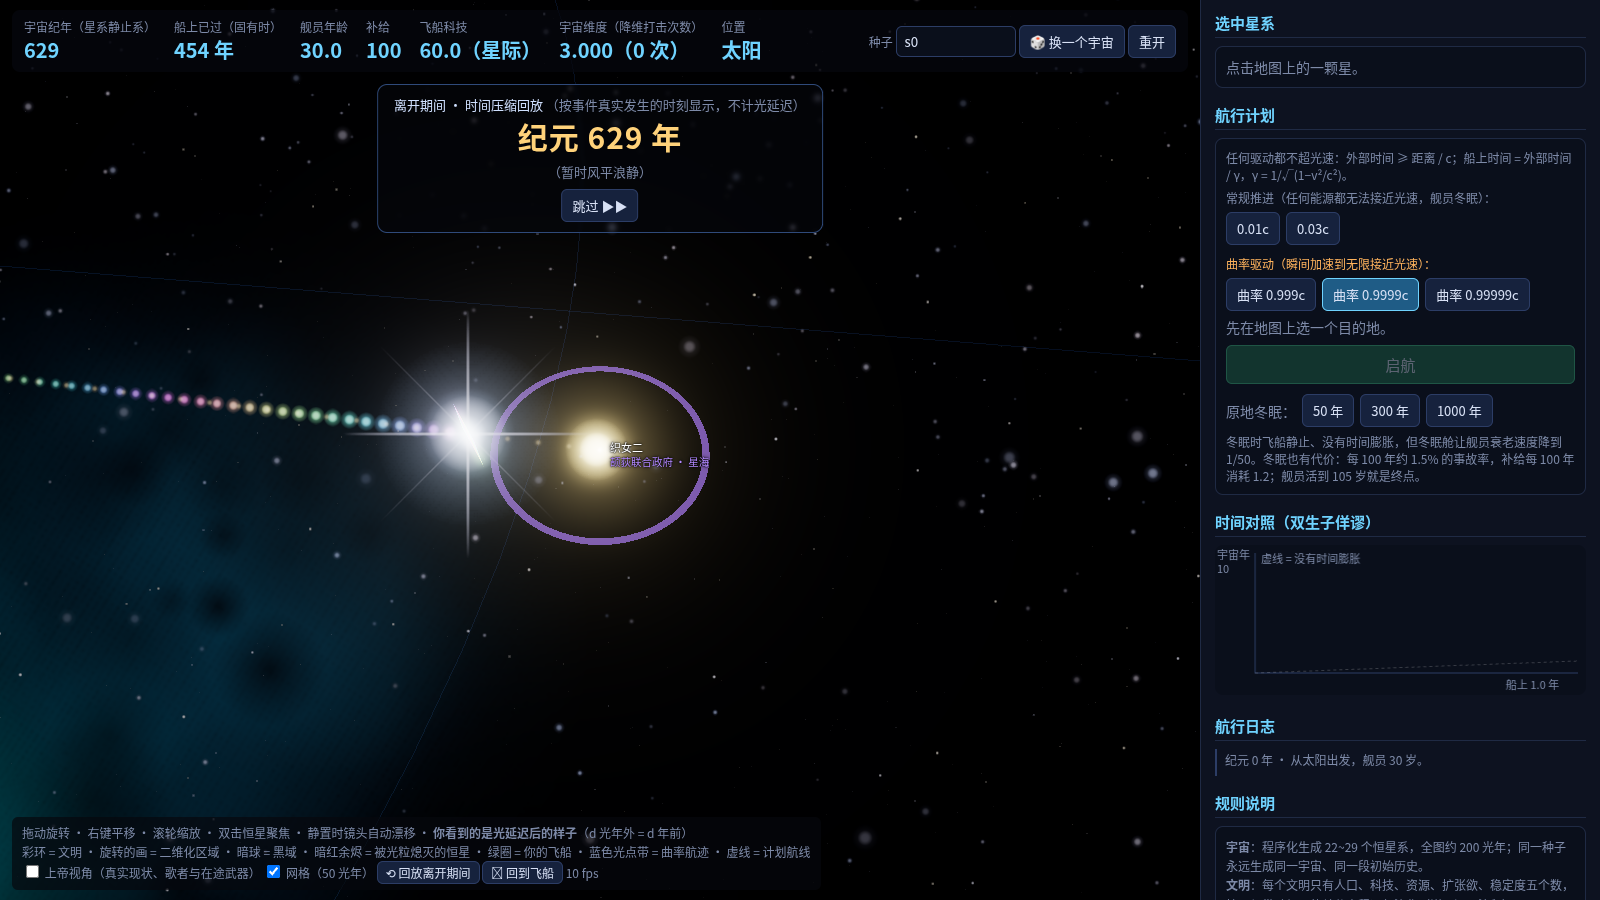 宇宙纪年（星系静止系）
629
船上已过（固有时）
454 年
舰员年龄
30.0
补给
100
飞船科技
60.0（星际）
宇宙维度（降维打击次数）
3.000（0 次）
位置
太阳
种子 s0 🎲 换一个宇宙 重开
离开期间 · 时间压缩回放 （按事件真实发生的时刻显示，不计光延迟）
纪元 629 年
（暂时风平浪静）
跳过 ▶▶
织女二
联合政府 · 星海
拖动旋转 · 右键平移 · 滚轮缩放 · 双击恒星聚焦 · 静置时镜头自动漂移 · 你看到的是光延迟后的样子（d 光年外 = d 年前）
彩环 = 文明 · 旋转的画 = 二维化区域 · 暗球 = 黑域 · 暗红余烬 = 被光粒熄灭的恒星 · 绿圈 = 你的飞船 · 蓝色光点带 = 曲率航迹 · 虚线 = 计划航线
上帝视角（真实现状、歌者与在途武器） 网格（50 光年） ⟲ 回放离开期间 回到飞船 10 fps
选中星系
点击地图上的一颗星。
航行计划
任何驱动都不超光速：外部时间 ⩾ 距离 / c；船上时间 = 外部时间
/ γ，γ = 1/√(1−v²/c²)。
常规推进（任何能源都无法接近光速，舰员冬眠）：
0.01c 0.03c
曲率驱动（瞬间加速到无限接近光速）：
曲率 0.999c 曲率 0.9999c 曲率 0.99999c
先在地图上选一个目的地。
启航
原地冬眠： 50 年 300 年 1000 年
冬眠时飞船静止、没有时间膨胀，但冬眠舱让舰员衰老速度降到
1/50。冬眠也有代价：每 100 年约 1.5% 的事故率，补给每 100 年
消耗 1.2；舰员活到 105 岁就是终点。
时间对照（双生子佯谬）
宇宙年
10
虚线 = 没有时间膨胀
船上 1.0 年
航行日志
纪元 0 年 · 从太阳出发，舰员 30 岁。
规则说明
宇宙：程序化生成 22~29 个恒星系，全图约 200 光年；同一种子
永远生成同一宇宙、同一段初始历史。
文明：每个文明只有人口、科技、资源、扩张欲、稳定度五个数，